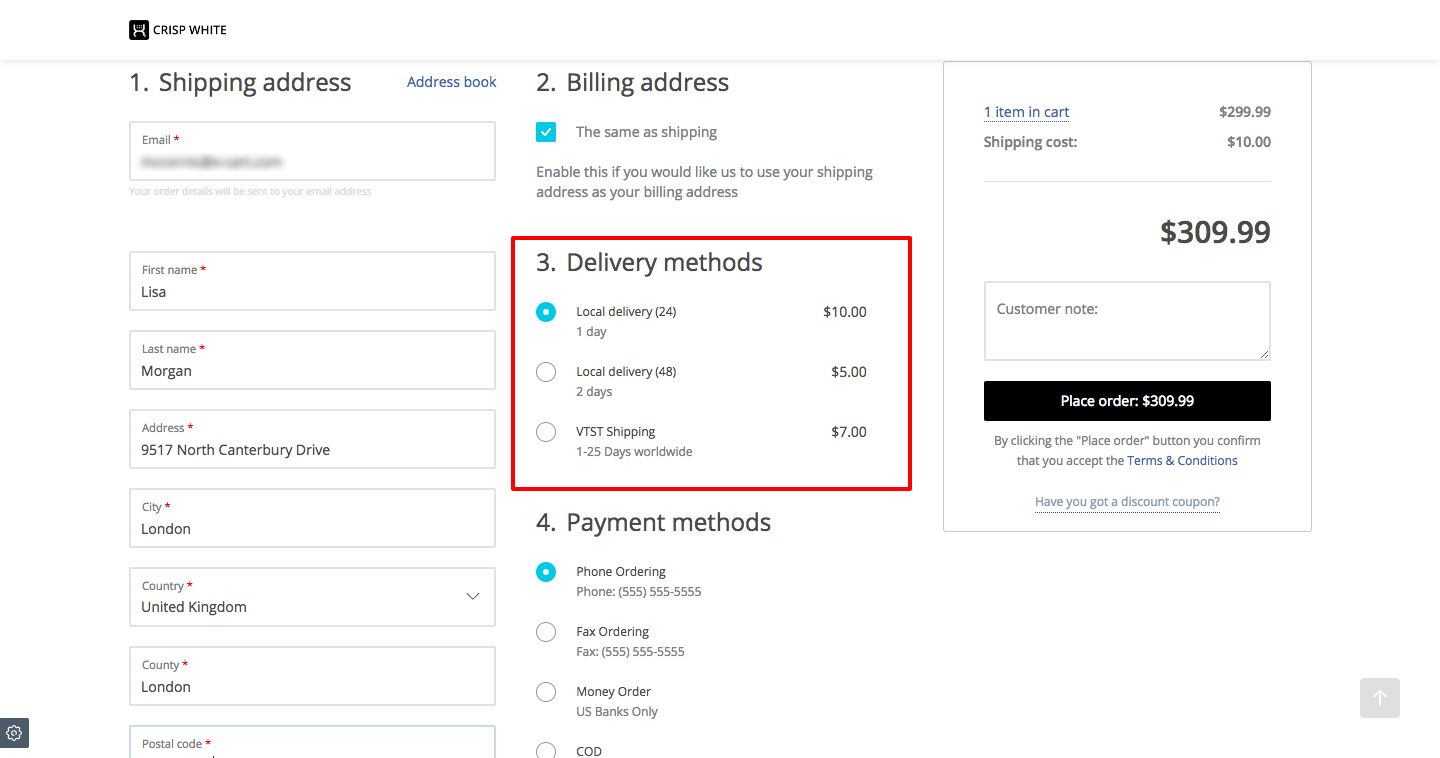 CRISP WHITE
1. Shipping address
Address book
Email *
Your order details will be sent to your email address
First name *
Lisa
Last name *
Morgan
Address *
9517 North Canterbury Drive
City *
London
Country *
United Kingdom
County *
London
Postal code *
2. Billing address
The same as shipping
Enable this if you would like us to use your shipping
address as your billing address
3. Delivery methods
Local delivery (24) $10.00
1 day
Local delivery (48) $5.00
2 days
VTST Shipping $7.00
1-25 Days worldwide
4. Payment methods
Phone Ordering
Phone: (555) 555-5555
Fax Ordering
Fax: (555) 555-5555
Money Order
US Banks Only
COD
1 item in cart $299.99
Shipping cost: $10.00
$309.99
Customer note:
Place order: $309.99
By clicking the "Place order" button you confirm
that you accept the Terms & Conditions
Have you got a discount coupon?